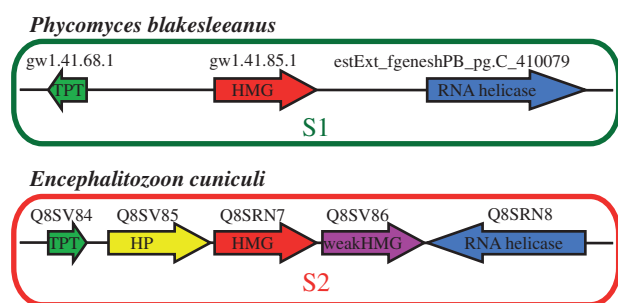 Phycomyces blakesleeanus
gw1.41.68.1 gw1.41.85.1 estExt_fgeneshPB_pg.C_410079
TPT HMG RNA helicase
S1
Encephalitozoon cuniculi
Q8SV84 Q8SV85 Q8SRN7 Q8SV86 Q8SRN8
TPT HP HMG weakHMG RNA helicase
S2